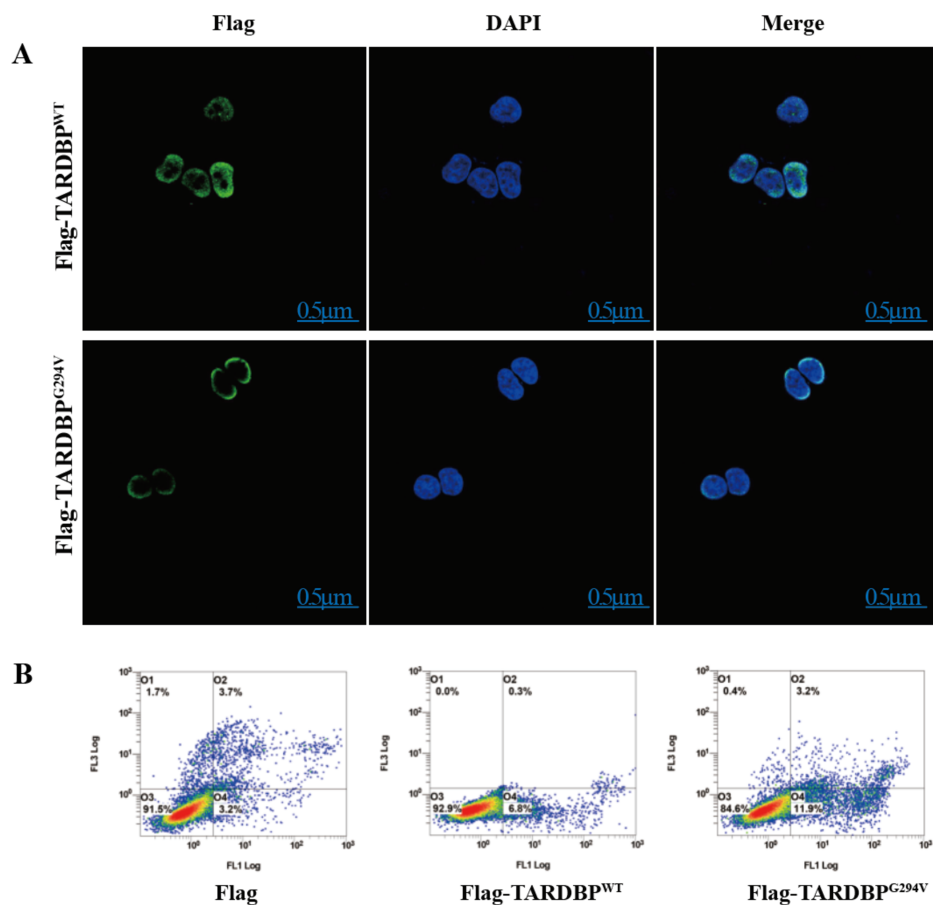 Flag DAPI Merge
A
Flag-TARDBPWT
0.5µm 0.5µm 0.5µm
Flag-TARDBPG294V
0.5µm 0.5µm 0.5µm
B
10³ O1 1.7% O2 3.7%
10²
10¹
10⁰
O3 91.5% O4 3.2%
FL3 Log
10⁰ 10¹ 10² 10³
FL1 Log
Flag
10³ O1 0.0% O2 0.3%
10²
10¹
10⁰
O3 92.9% O4 6.8%
FL3 Log
10⁰ 10¹ 10² 10³
FL1 Log
Flag-TARDBPWT
10³ O1 0.4% O2 3.2%
10²
10¹
10⁰
O3 84.6% O4 11.9%
FL3 Log
10⁰ 10¹ 10² 10³
FL1 Log
Flag-TARDBPG294V